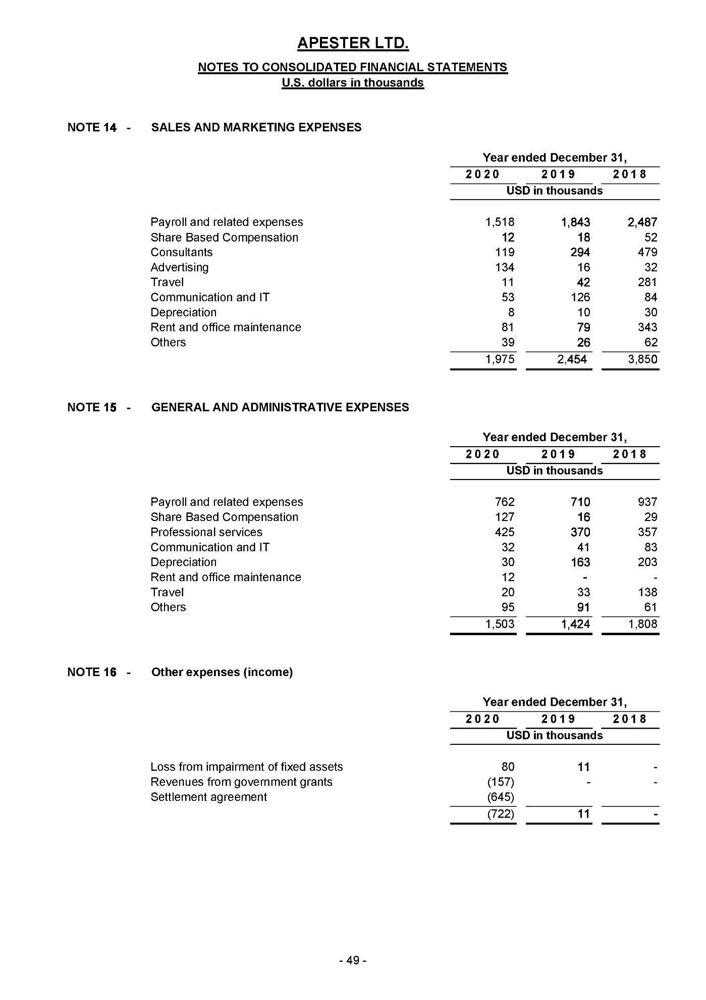 APESTER LTD.
NOTES TO CONSOLIDATED FINANCIAL STATEMENTS
U.S. dollars in thousands
NOTE 14 - SALES AND MARKETING EXPENSES
Year ended December 31,
2020 2019 2018
USD in thousands
Payroll and related expenses 1,518 1,843 2,487
Share Based Compensation 12 18 52
Consultants 119 294 479
Advertising 134 16 32
Travel 11 42 281
Communication and IT 53 126 84
Depreciation 8 10 30
Rent and office maintenance 81 79 343
Others 39 26 62
1,975 2,454 3,850
NOTE 15 - GENERAL AND ADMINISTRATIVE EXPENSES
Year ended December 31,
2020 2019 2018
USD in thousands
Payroll and related expenses 762 710 937
Share Based Compensation 127 16 29
Professional services 425 370 357
Communication and IT 32 41 83
Depreciation 30 163 203
Rent and office maintenance 12 - -
Travel 20 33 138
Others 95 91 61
1,503 1,424 1,808
NOTE 16 - Other expenses (income)
Year ended December 31,
2020 2019 2018
USD in thousands
Loss from impairment of fixed assets 80 11 -
Revenues from government grants (157) - -
Settlement agreement (645)
(722) 11 -
- 49 -